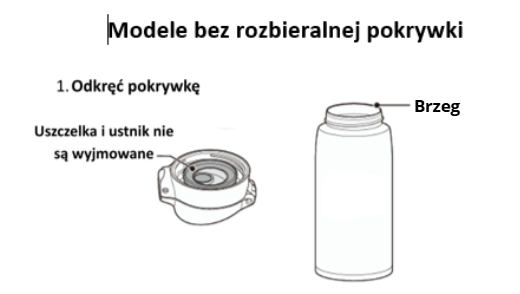 Modele bez rozbieralnej pokrywki
1. Odkręć pokrywkę
Brzeg
Uszczelka i ustnik nie
są wyjmowane